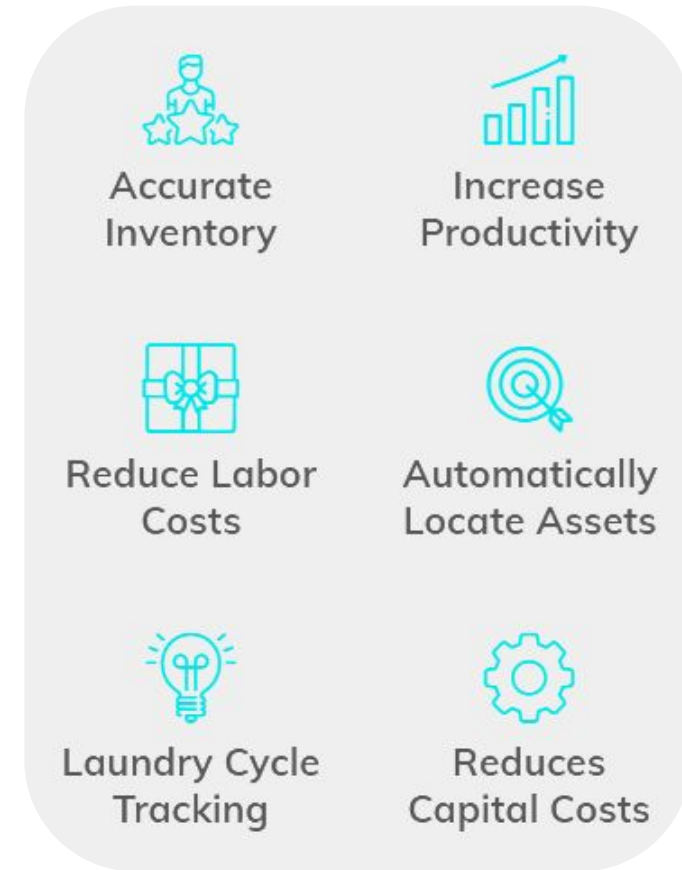 Accurate
Inventory
Increase
Productivity
Reduce Labor
Costs
Automatically
Locate Assets
Laundry Cycle
Tracking
Reduces
Capital Costs